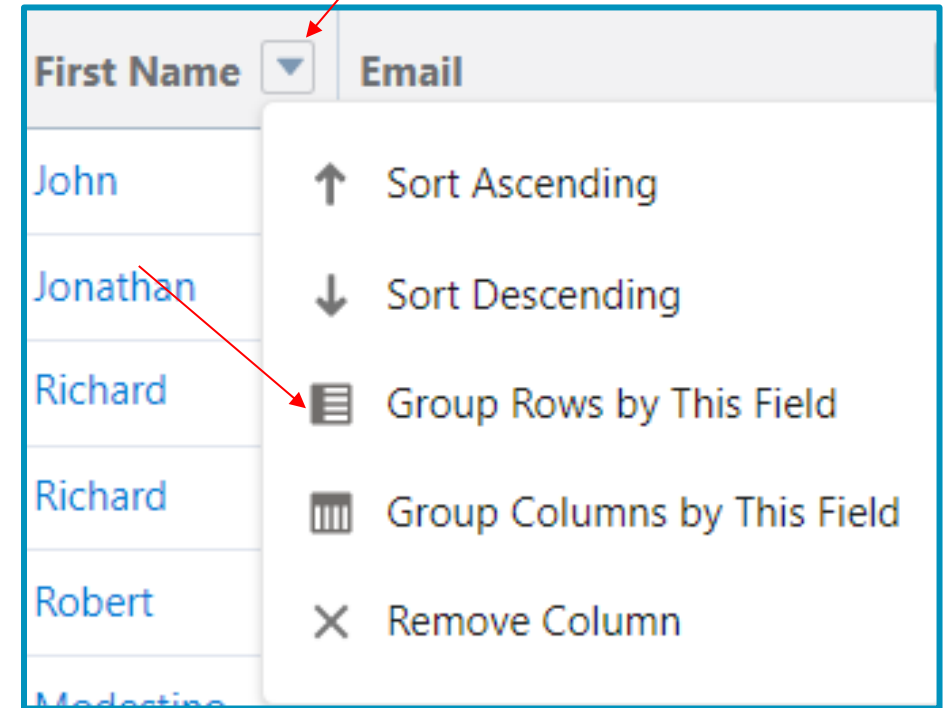 First Name Email
John
Sort Ascending
Jonathan
Sort Descending
Richard
Group Rows by This Field
Richard
Group Columns by This Field
Robert
Remove Column
Modestino